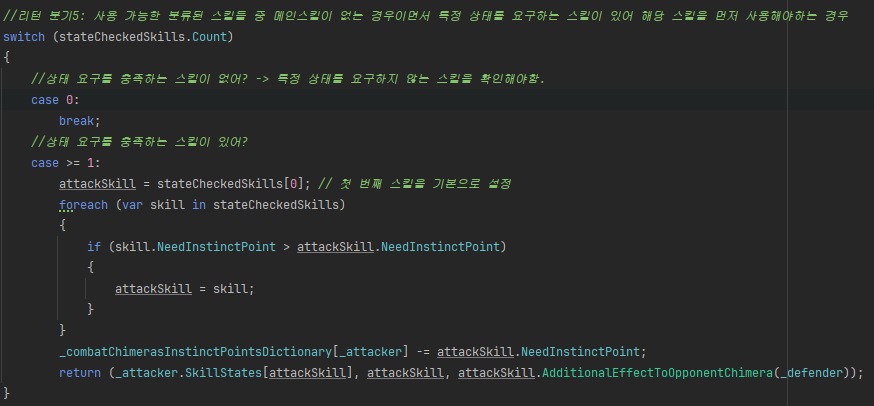 //리턴 분기5: 사용 가능한 분류된 스킬들 중 메인스킬이 없는 경우이면서 특정 상태를 요구하는 스킬이 있어 해당 스킬을 먼저 사용해야하는 경우
switch (stateCheckedSkills.Count)
{
    //상태 요구를 충족하는 스킬이 없어? -> 특정 상태를 요구하지 않는 스킬을 확인해야함.
    case 0:
        break;
    //상태 요구를 충족하는 스킬이 있어?
    case >= 1:
        attackSkill = stateCheckedSkills[0]; // 첫 번째 스킬을 기본으로 설정
        foreach (var skill in stateCheckedSkills)
        {
            if (skill.NeedInstinctPoint > attackSkill.NeedInstinctPoint)
            {
                attackSkill = skill;
            }
        }
        _combatChimerasInstinctPointsDictionary[_attacker] -= attackSkill.NeedInstinctPoint;
        return (_attacker.SkillStates[attackSkill], attackSkill, attackSkill.AdditionalEffectToOpponentChimera(_defender));
}